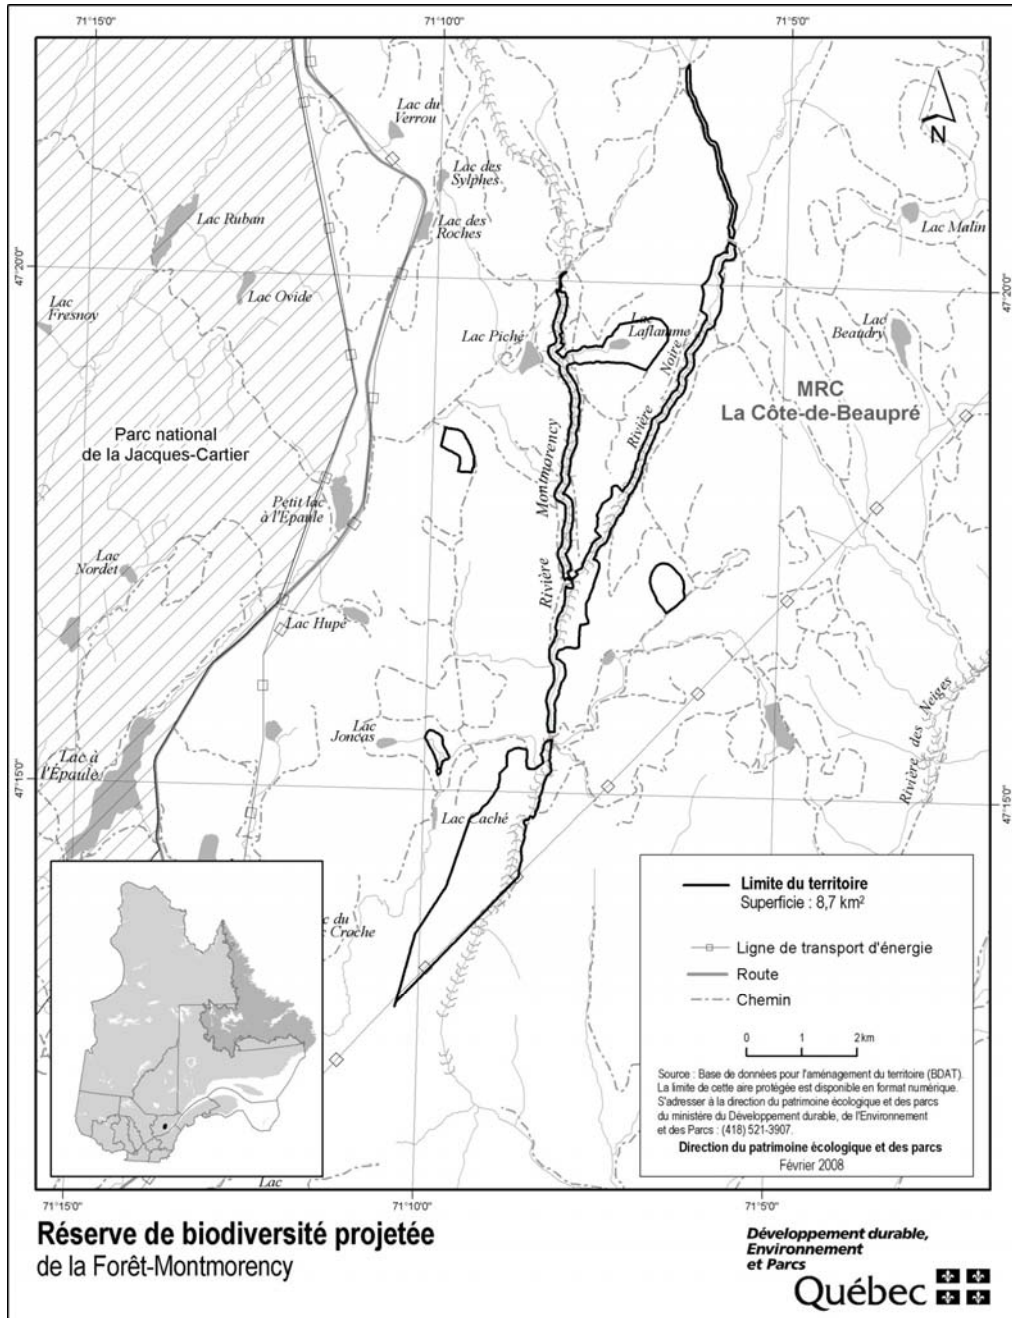 71°15'0"
71°10'0"
71°5'0"
Lac du
Verrou
N
Lac des
Sylphes
Lac Ruban
Lac des
Roches
Lac Malin
47°20'0"
47°20'0"
Lac Ovide
Lac
Fresnoy
Lac Piché
Lac
Laflamme
Lac
Beaudry
Rivière Noire
MRC
La Côte-de-Beaupré
Parc national
de la Jacques-Cartier
Rivière Montmorency
Petit lac
à l'Épaule
Lac
Nordet
Lac Hupé
Rivière des Neiges
Lac
Joncas
Lac à
l'Épaule
47°15'0"
47°15'0"
Lac Caché
Limite du territoire
Superficie : 8,7 km²
du
Croche
Ligne de transport d'énergie
Route
Chemin
0 1 2 km
Source : Base de données pour l'aménagement du territoire (BDAT).
La limite de cette aire protégée est disponible en format numérique.
S'adresser à la direction du patrimoine écologique et des parcs
du ministère du Développement durable, de l'Environnement
et des Parcs : (418) 521-3907.
Direction du patrimoine écologique et des parcs
Février 2008
Lac
71°15'0"
71°10'0"
71°5'0"
Réserve de biodiversité projetée
de la Forêt-Montmorency
Développement durable,
Environnement
et Parcs
Québec